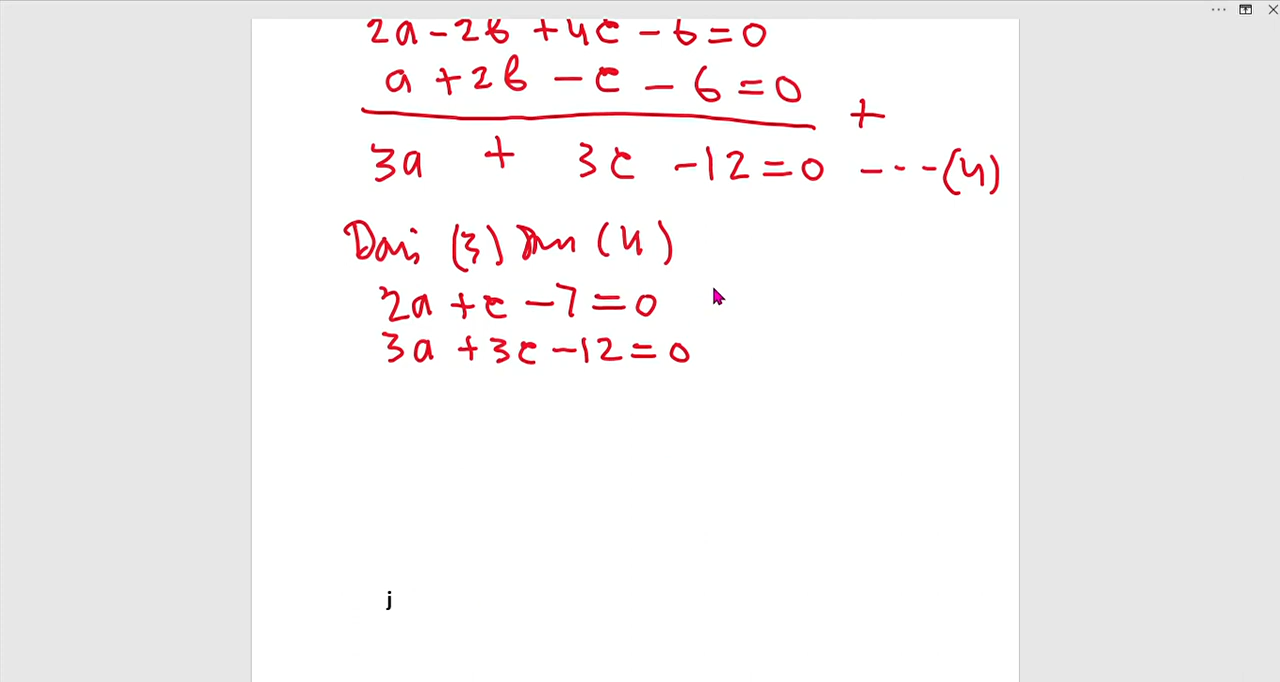 2a - 2b + 4c - 6 = 0
a + 2b - c - 6 = 0
+
3a + 3c - 12 = 0 ---(4)
Dari (3) dan (4)
2a + c - 7 = 0
3a + 3c - 12 = 0
j